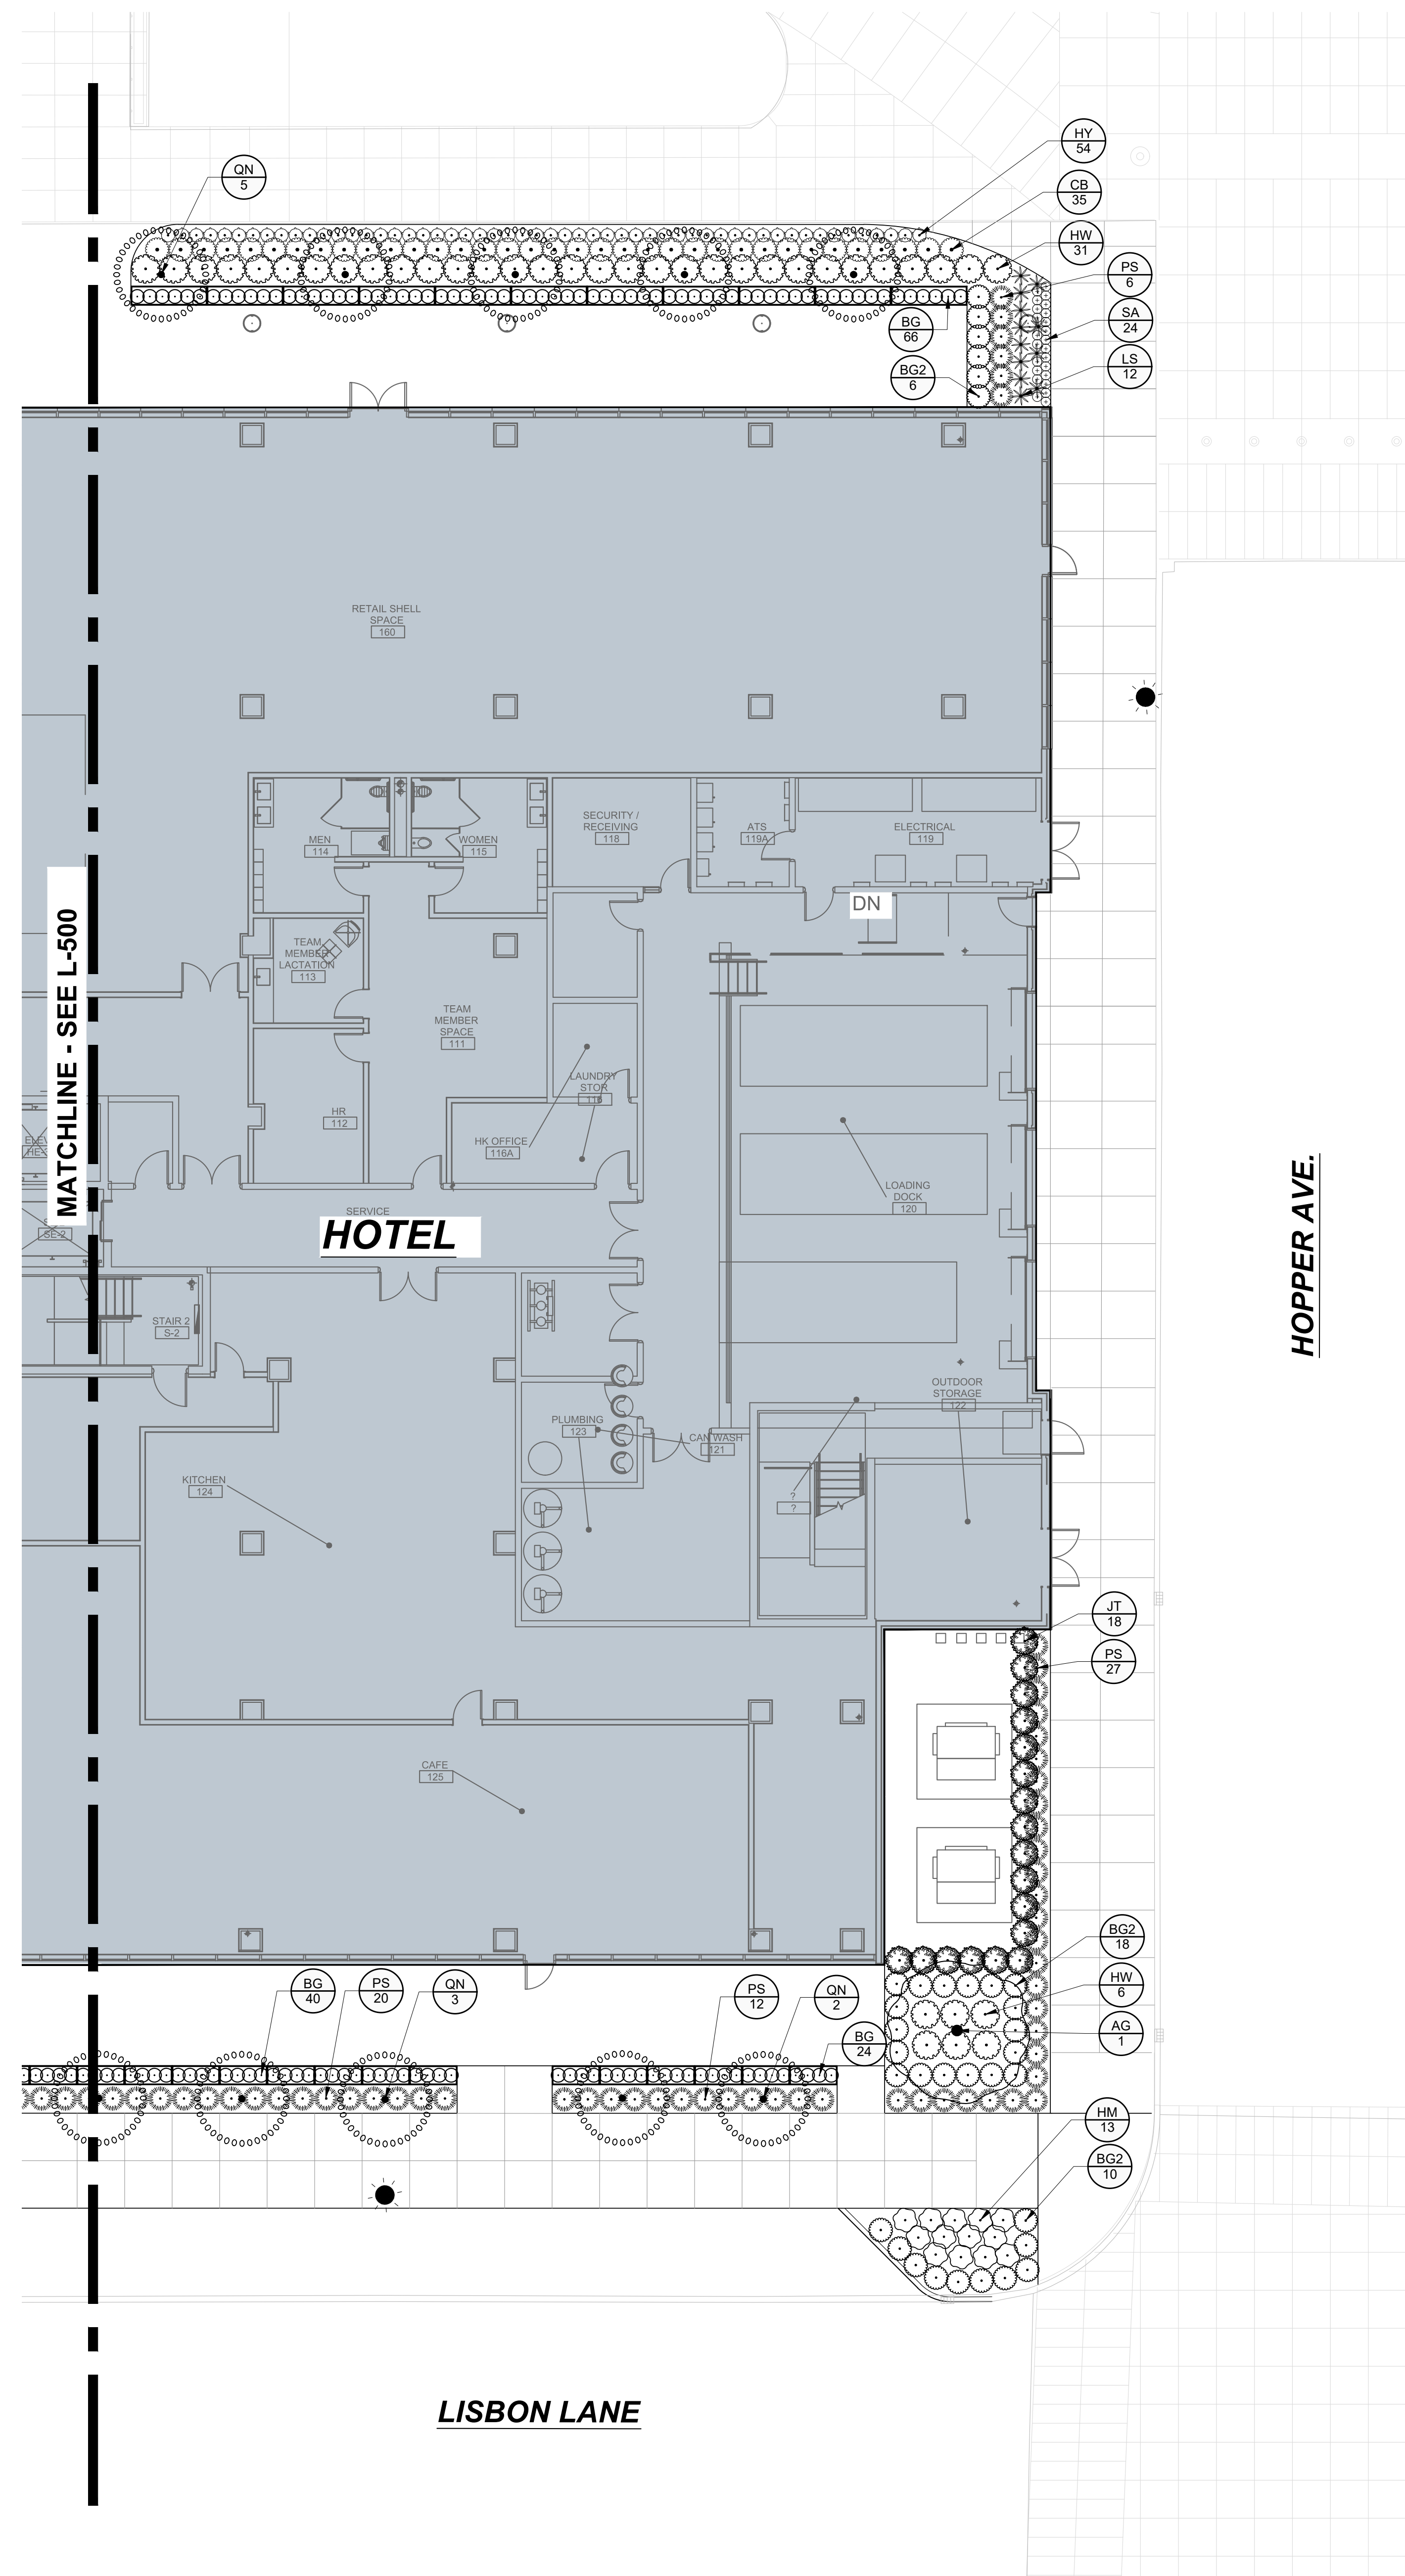 HY
54
QN
5
CB
35
HW
31
PS
6
SA
24
BG
66
LS
12
BG2
6
RETAIL SHELL
SPACE
160
MEN
114
WOMEN
115
SECURITY /
RECEIVING
118
ATS
119A
ELECTRICAL
119
DN
MATCHLINE - SEE L-500
TEAM
MEMBER
LACTATION
113
TEAM
MEMBER
SPACE
111
LAUNDRY
STOR
HR
112
HK OFFICE
116A
LOADING
DOCK
120
SERVICE
HOTEL
SE-2
HOPPER AVE.
STAIR 2
S-2
OUTDOOR
STORAGE
122
PLUMBING
123
CAN WASH
121
KITCHEN
124
?
?
JT
18
PS
27
CAFE
125
BG2
18
HW
6
AG
1
BG
40
PS
20
QN
3
PS
12
QN
2
BG
24
HM
13
BG2
10
LISBON LANE